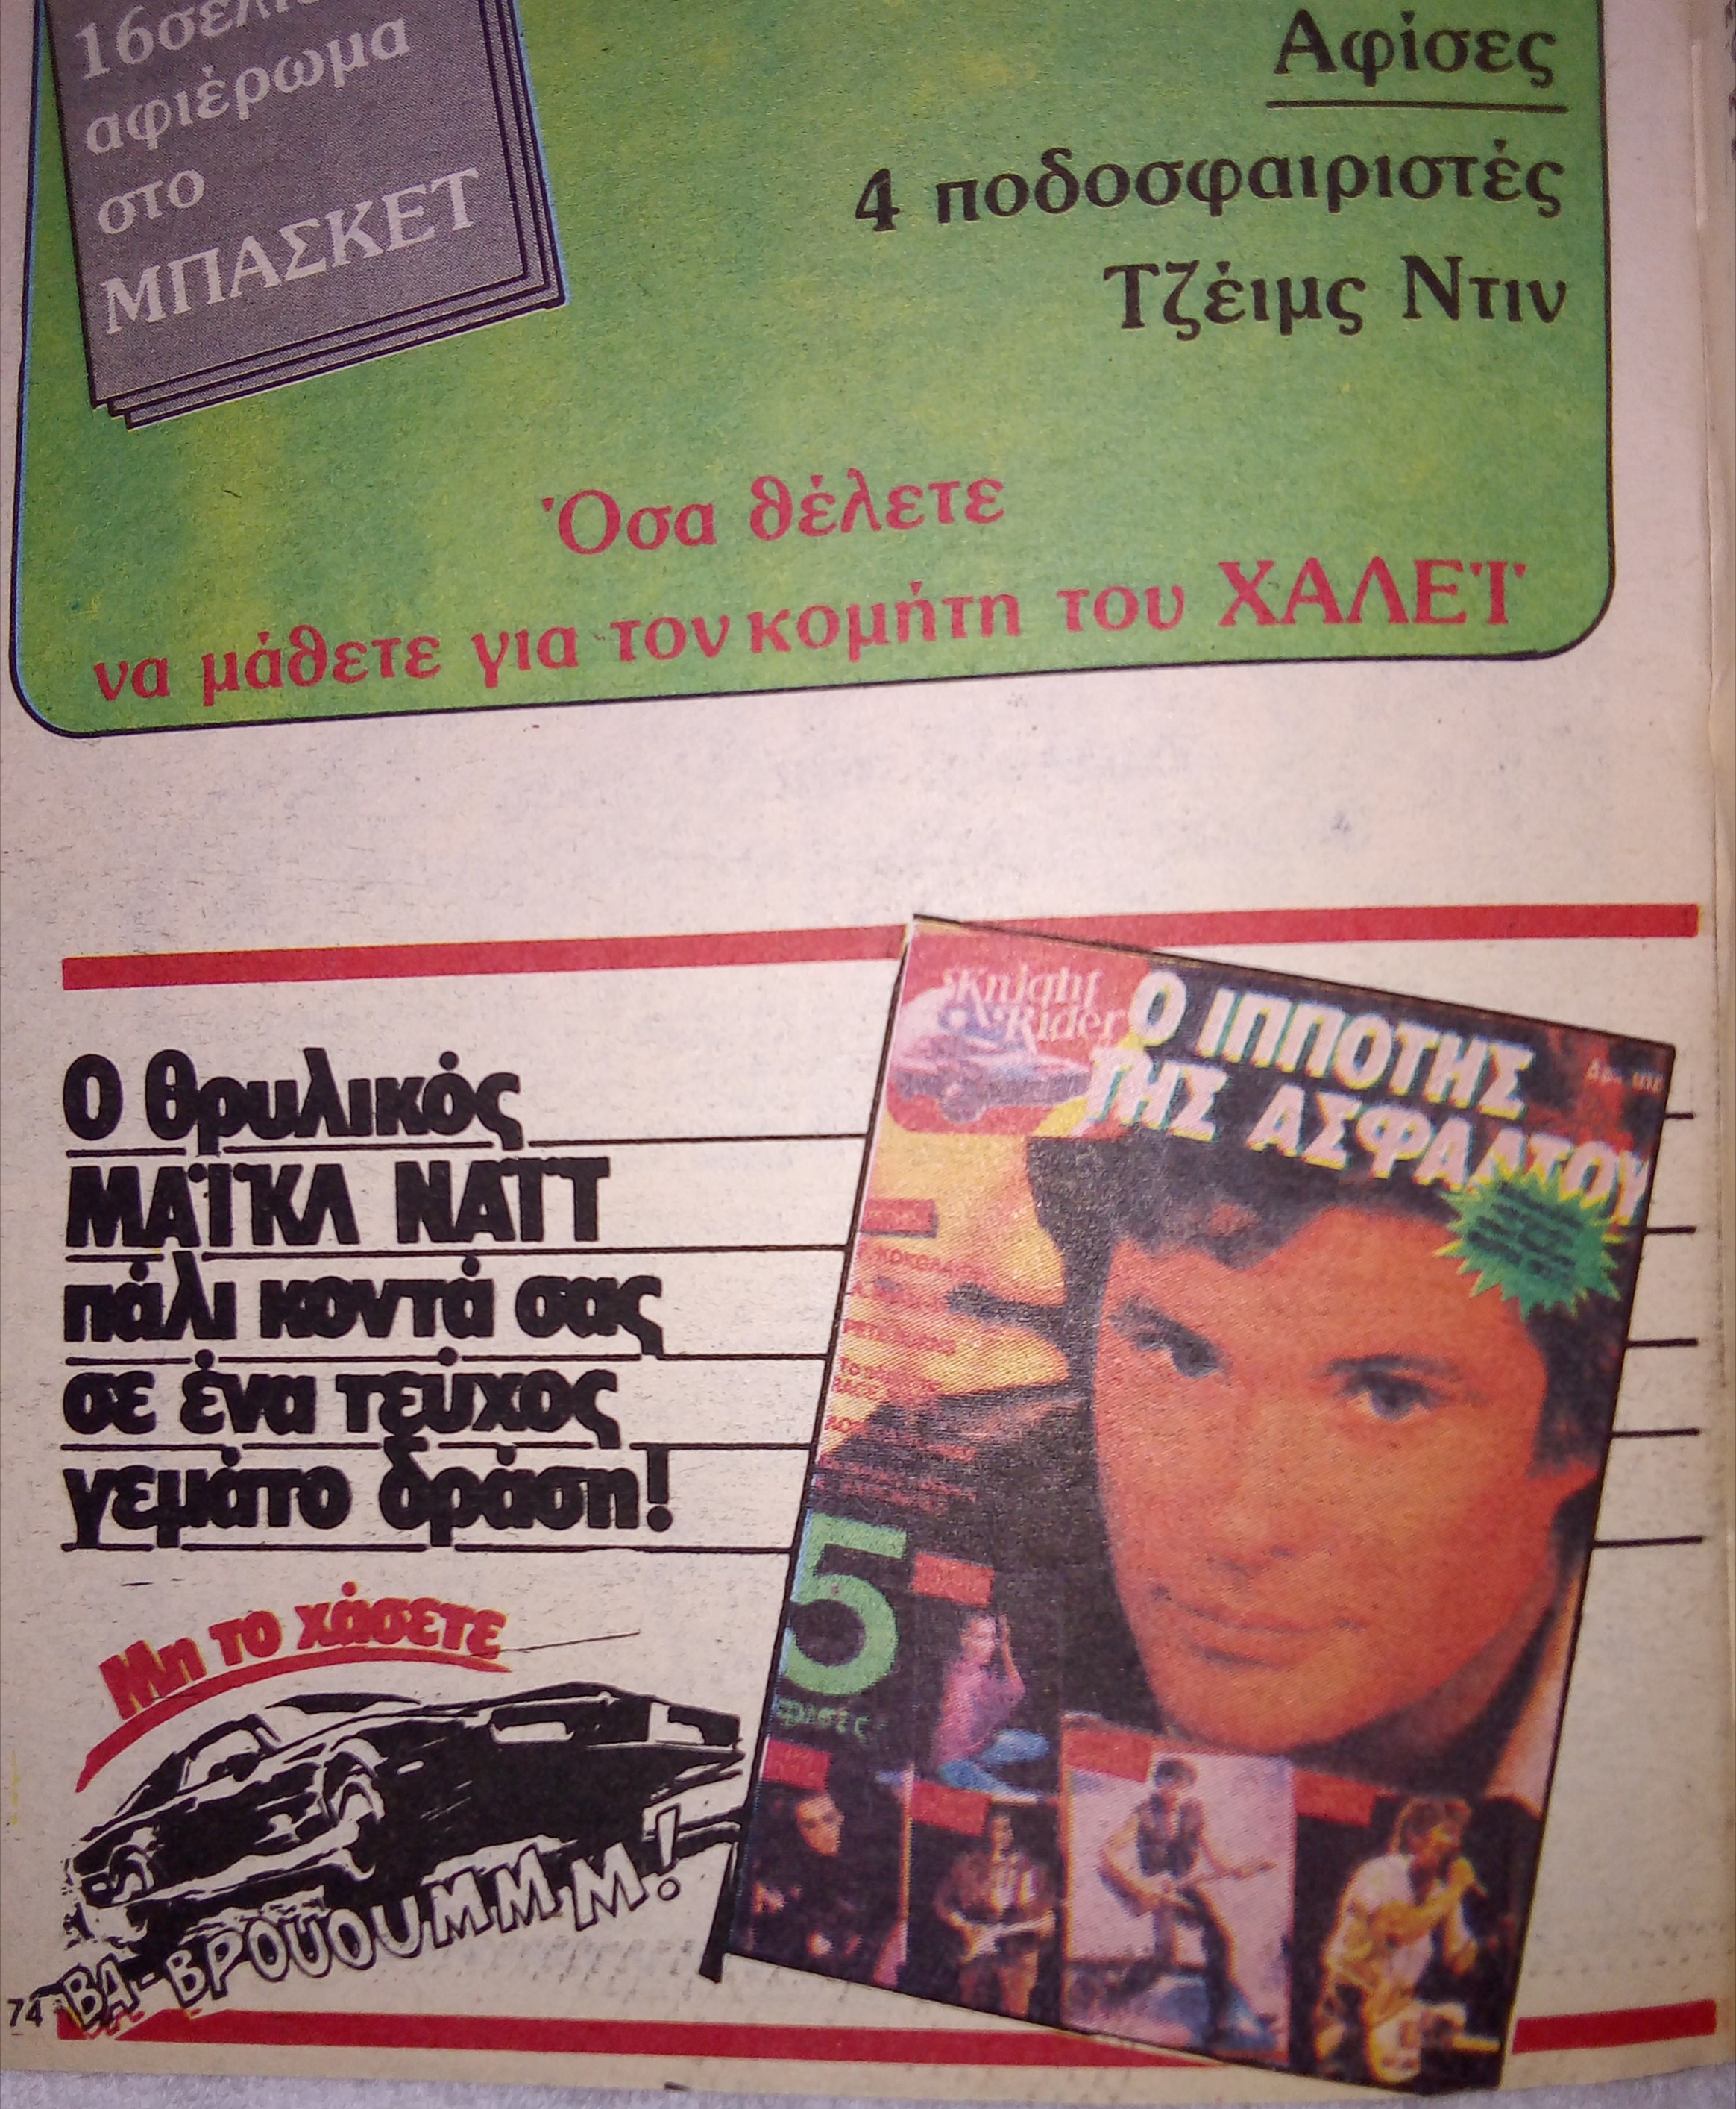 αφιέρωμα
στο
ΜΠΑΣΚΕΤ
Αφίσες
4 ποδοσφαιριστές
Τζέιμς Ντιν
Όσα θέλετε
να μάθετε για τον κομήτη του ΧΑΛΕΪ
Ο θρυλικός
ΜΑΪΚΛ ΝΑΪΤ
πάλι κοντά σας
σε ένα τεύχος
γεμάτο δράση!
Μη το χάσετε
ΒΑ-ΒΡΟΥΟΥΜΜΜΜ!
Knight
Rider
Ο ΙΠΠΟΤΗΣ
ΤΗΣ ΑΣΦΑΛΤΟΥ
5
74